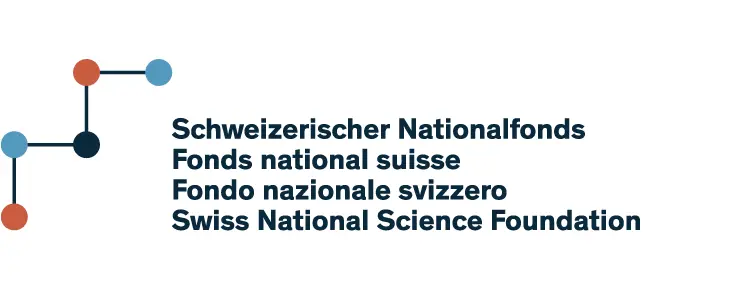 Schweizerischer Nationalfonds
Fonds national suisse
Fondo nazionale svizzero
Swiss National Science Foundation